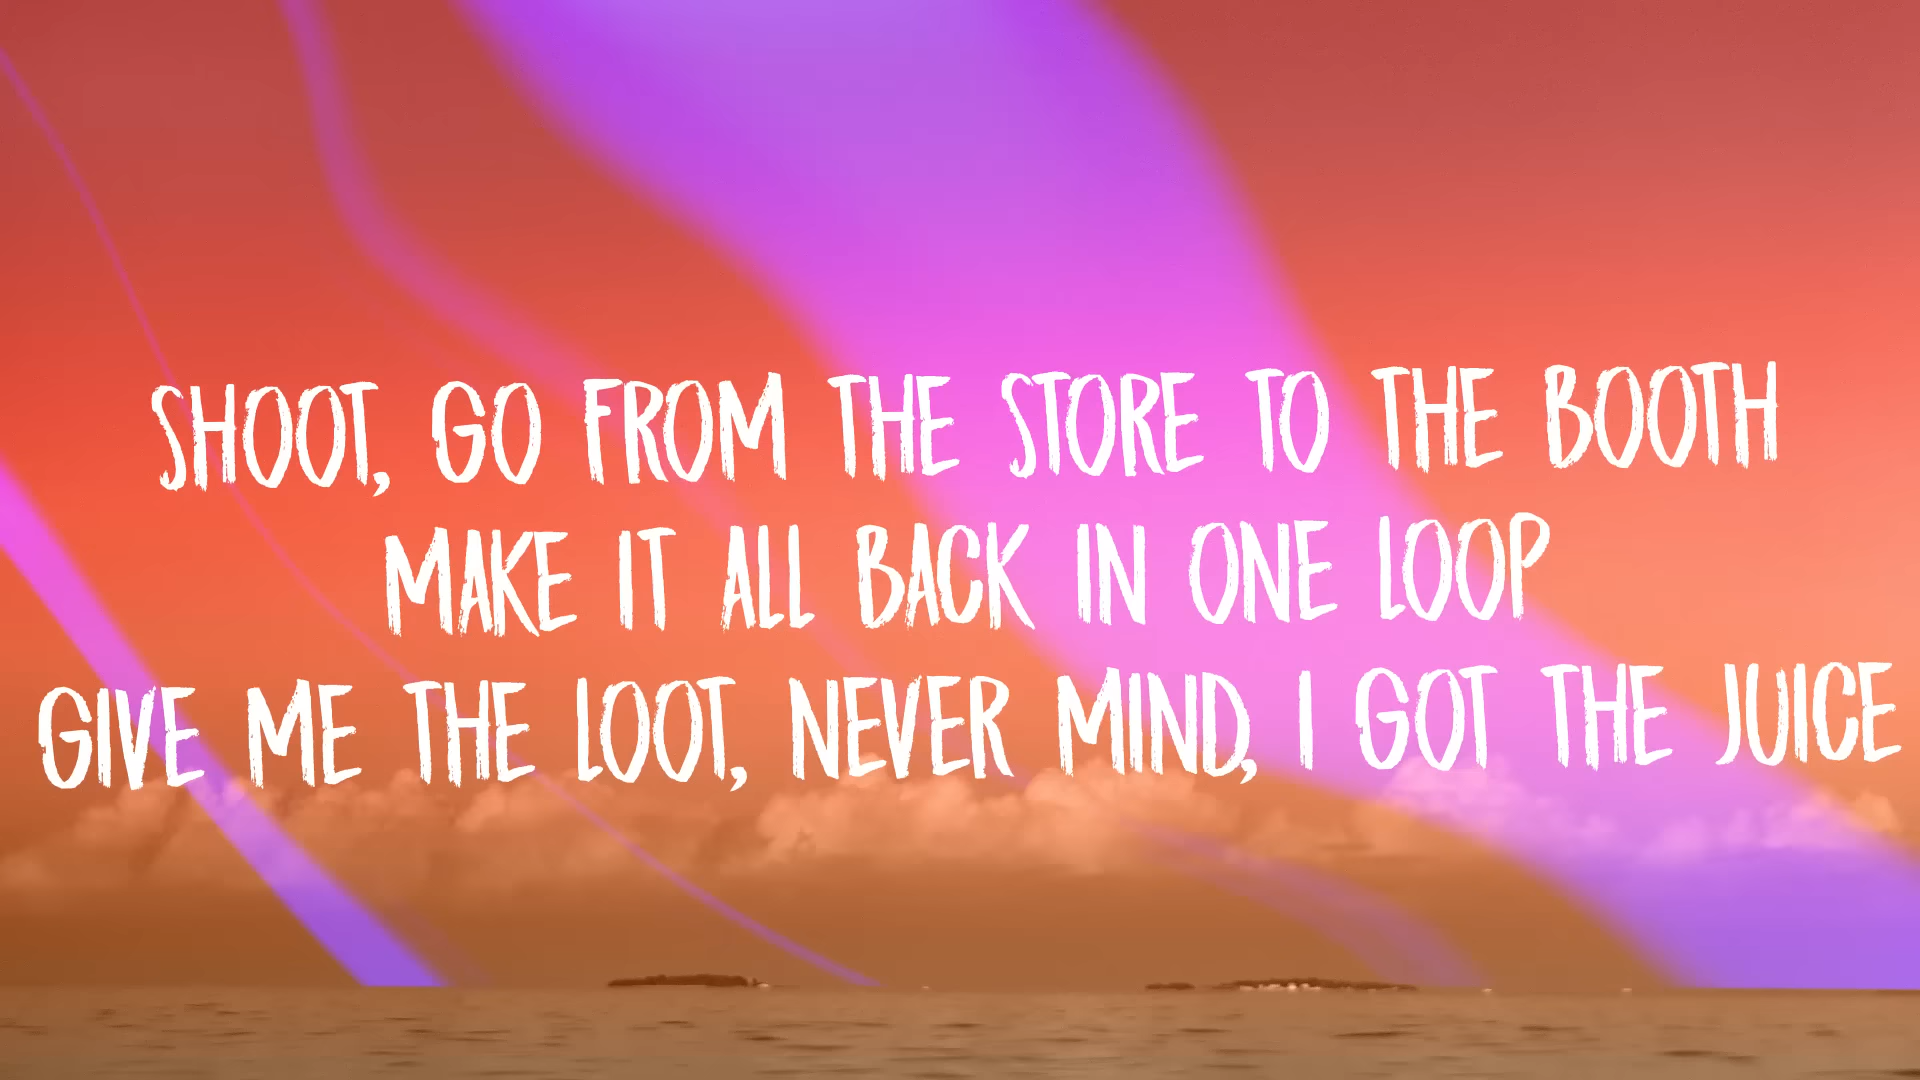 SHOOT, GO FROM THE STORE TO THE BOOTH
MAKE IT ALL BACK IN ONE LOOP
GIVE ME THE LOOT, NEVER MIND, I GOT THE JUICE